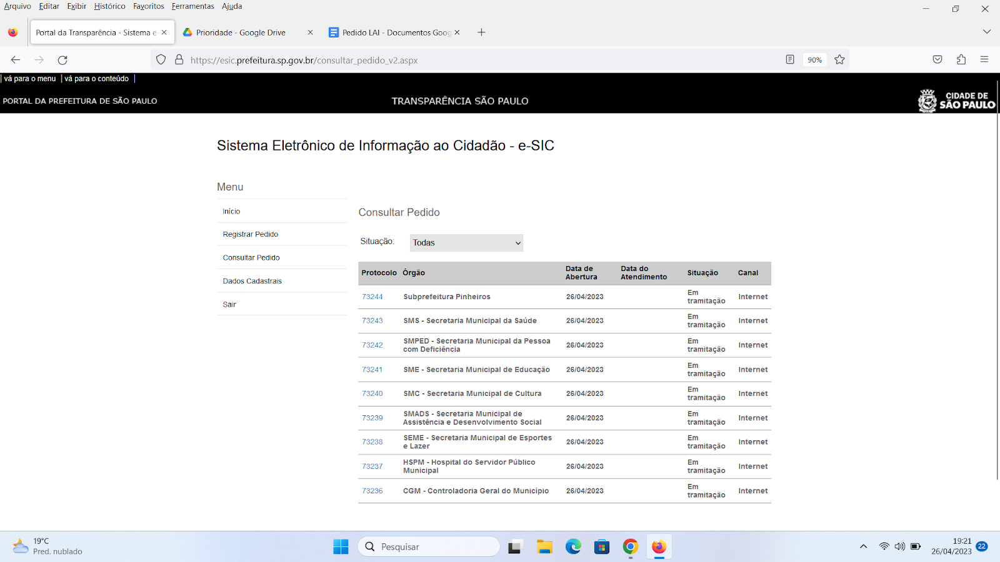 Arquivo Editar Exibir Histórico Favoritos Ferramentas Ajuda
Portal da Transparência - Sistema e-
Prioridade - Google Drive
Pedido LAI - Documentos Goog
https://esic.prefeitura.sp.gov.br/consultar_pedido_v2.aspx
90%
| vá para o menu | vá para o conteúdo |
PORTAL DA PREFEITURA DE SÃO PAULO
TRANSPARÊNCIA SÃO PAULO
CIDADE DE
SÃO PAULO
Sistema Eletrônico de Informação ao Cidadão - e-SIC
Menu
Início
Registrar Pedido
Consultar Pedido
Dados Cadastrais
Sair
Consultar Pedido
Situação: Todas
Protocolo Órgão Data de Abertura Data do Atendimento Situação Canal
73244 Subprefeitura Pinheiros 26/04/2023 Em tramitação Internet
73243 SMS - Secretaria Municipal da Saúde 26/04/2023 Em tramitação Internet
73242 SMPED - Secretaria Municipal da Pessoa com Deficiência 26/04/2023 Em tramitação Internet
73241 SME - Secretaria Municipal de Educação 26/04/2023 Em tramitação Internet
73240 SMC - Secretaria Municipal de Cultura 26/04/2023 Em tramitação Internet
73239 SMADS - Secretaria Municipal de Assistência e Desenvolvimento Social 26/04/2023 Em tramitação Internet
73238 SEME - Secretaria Municipal de Esportes e Lazer 26/04/2023 Em tramitação Internet
73237 HSPM - Hospital do Servidor Público Municipal 26/04/2023 Em tramitação Internet
73236 CGM - Controladoria Geral do Município 26/04/2023 Em tramitação Internet
19°C
Pred. nublado
Pesquisar
19:21
26/04/2023
22